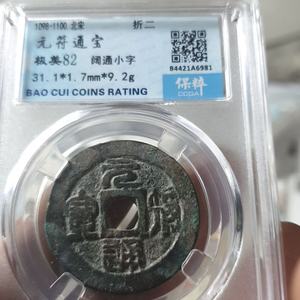 1098-1100 北宋 折二
元符通宝
极美82 阔通小字
31.1*1.7mm*9.2g
BAO CUI COINS RATING
B4421A6981
保粹
元符通寳